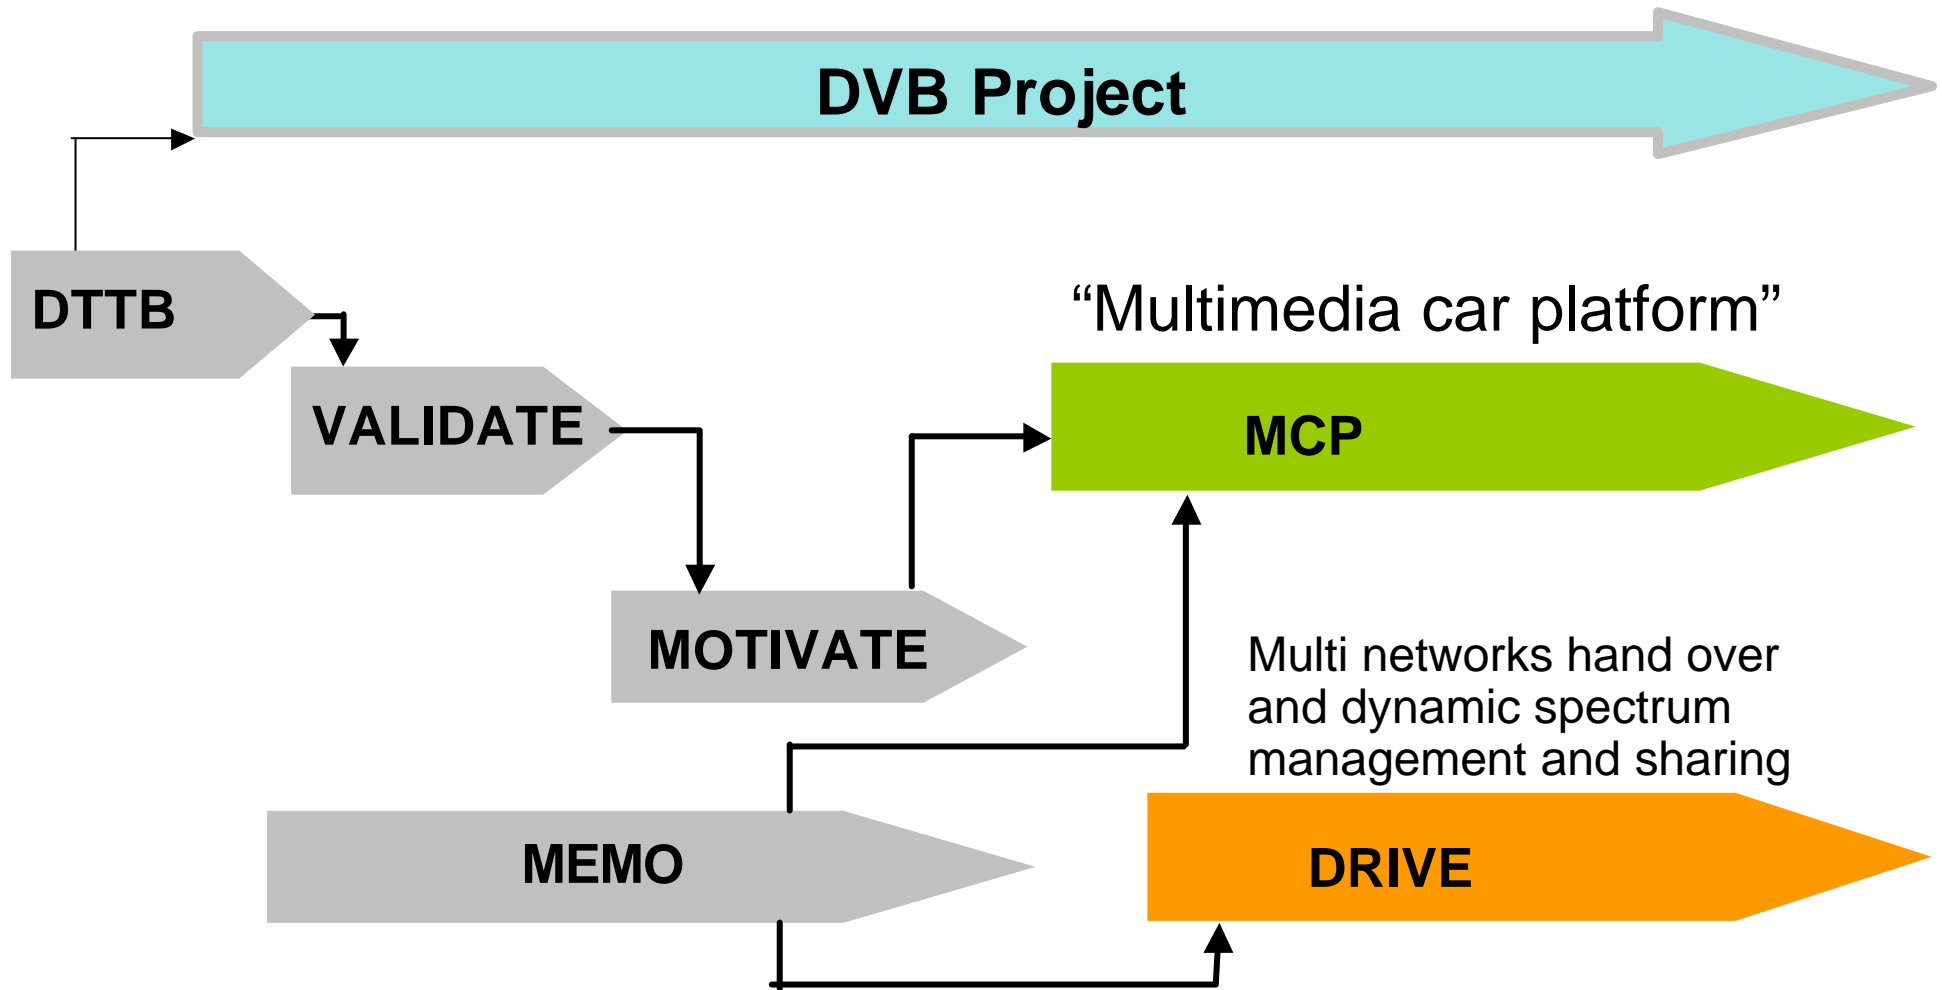 DVB Project
DTTB
“Multimedia car platform”
VALIDATE
MCP
MOTIVATE
Multi networks hand over
and dynamic spectrum
management and sharing
MEMO
DRIVE